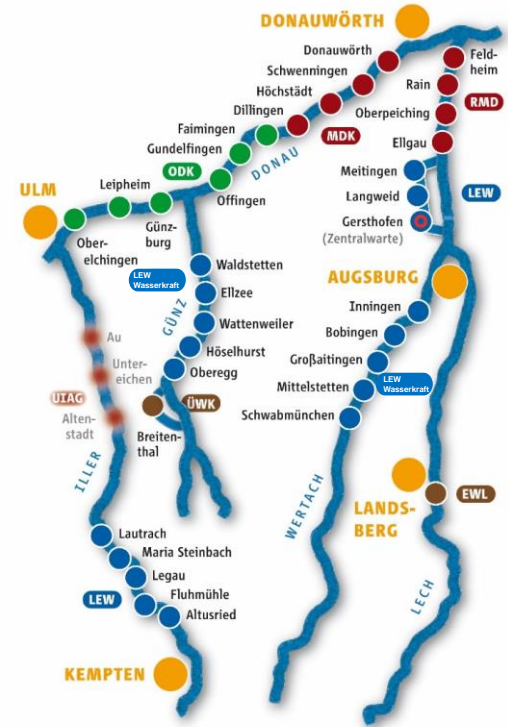 DONAUWÖRTH
Donauwörth
Feld-
heim
Schwenningen
Rain
RMD
Höchstädt
Oberpeiching
Dillingen
MDK
Ellgau
Faimingen
Gundelfingen
DONAU
Meitingen
ODK
Langweid
LEW
ULM
Leipheim
Offingen
Gersthofen
(Zentralwarte)
Günz-
burg
Ober-
elchingen
LEW
Wasserkraft
Waldstetten
AUGSBURG
Ellzee
GÜNZ
Inningen
Wattenweiler
Bobingen
Au
Höselhurst
Großaitingen
Unter-
eichen
Oberegg
LEW
Wasserkraft
Mittelstetten
UIAG
ÜWK
Schwabmünchen
Alten-
stadt
Breiten-
thal
ILLER
EWL
LANDS-
BERG
WERTACH
Lautrach
Maria Steinbach
Legau
LECH
LEW
Fluhmühle
Altusried
KEMPTEN